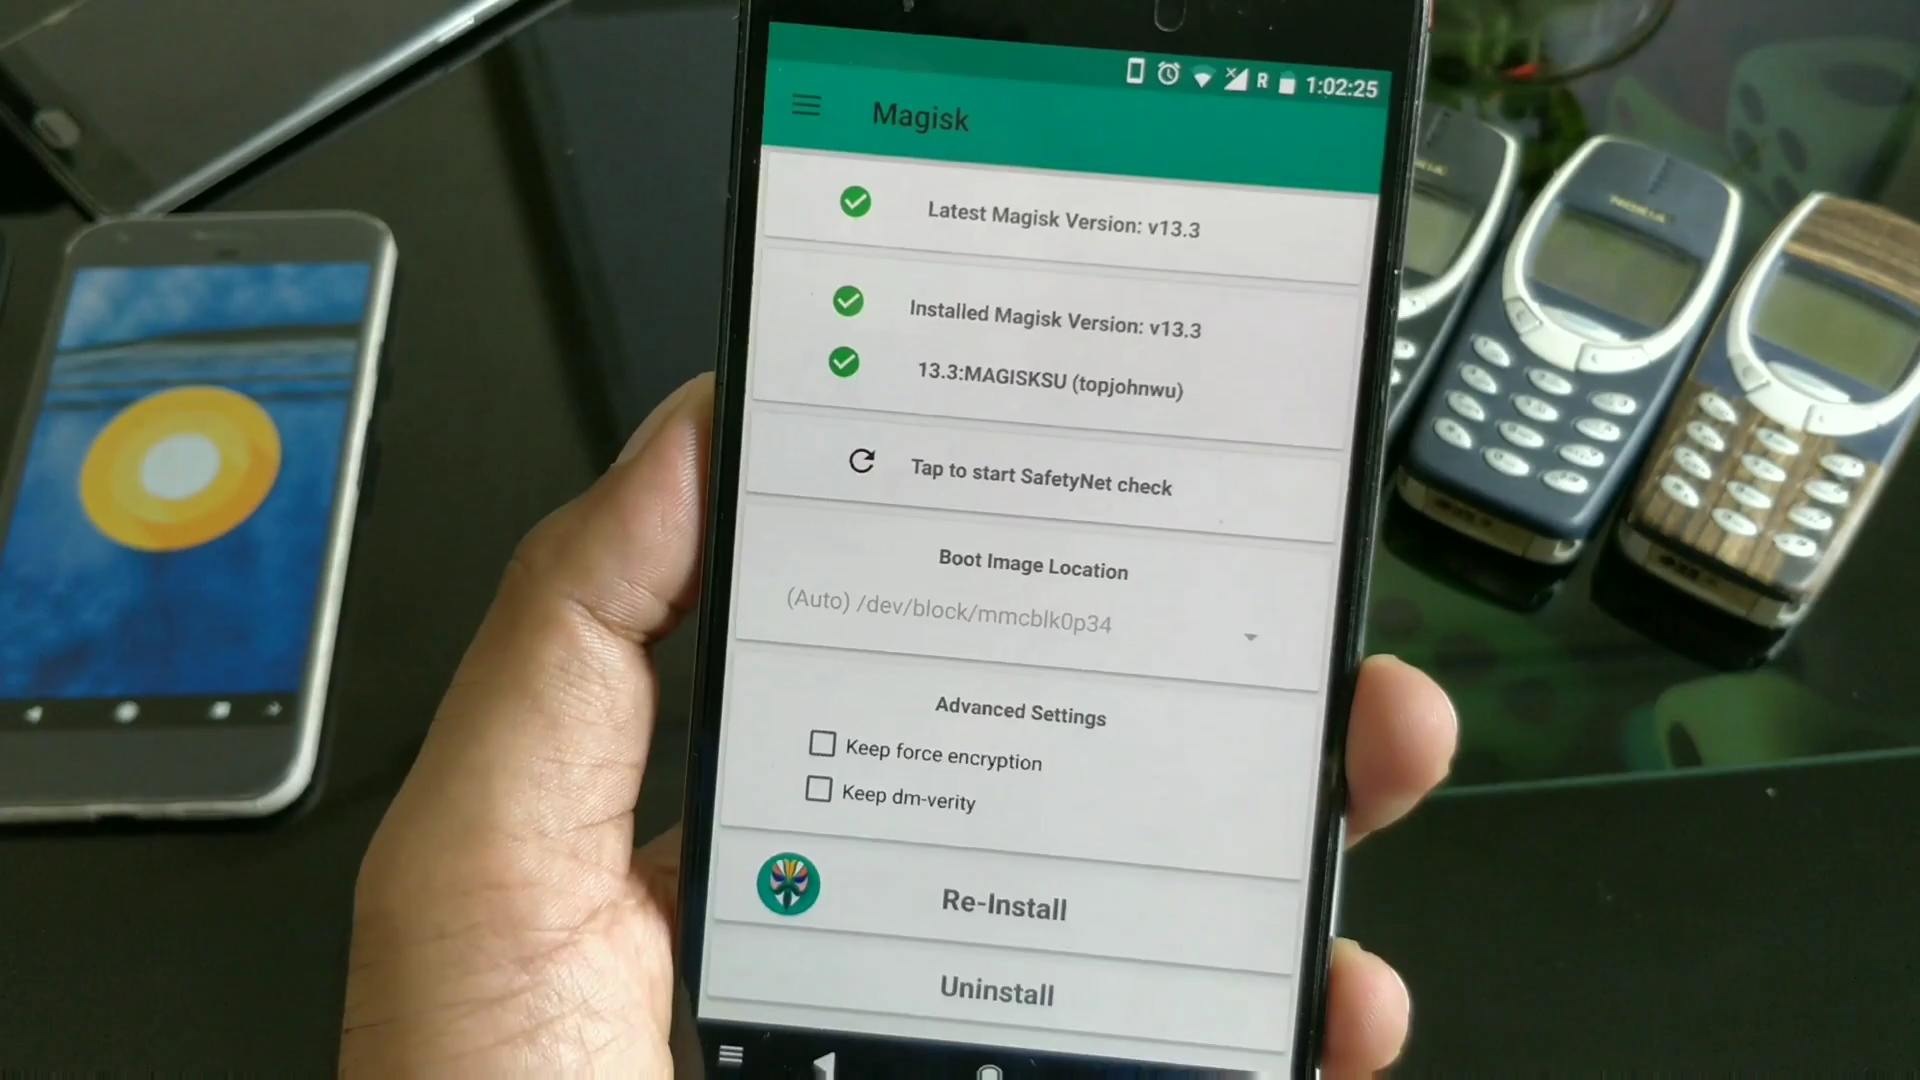 R 1:02:25
Magisk
Latest Magisk Version: v13.3
Installed Magisk Version: v13.3
13.3:MAGISKSU (topjohnwu)
Tap to start SafetyNet check
Boot Image Location
(Auto) /dev/block/mmcblk0p34
Advanced Settings
Keep force encryption
Keep dm-verity
Re-Install
Uninstall
NOKIA